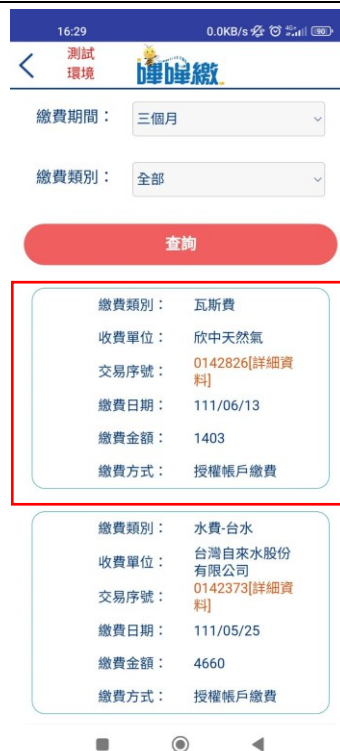 16:29 0.0KB/s 4G+ 90
測試
環境
嗶嗶繳
繳費期間： 三個月
繳費類別： 全部
查詢
繳費類別： 瓦斯費
收費單位： 欣中天然氣
交易序號： 0142826[詳細資
料]
繳費日期： 111/06/13
繳費金額： 1403
繳費方式： 授權帳戶繳費
繳費類別： 水費-台水
收費單位： 台灣自來水股份
有限公司
交易序號： 0142373[詳細資
料]
繳費日期： 111/05/25
繳費金額： 4660
繳費方式： 授權帳戶繳費